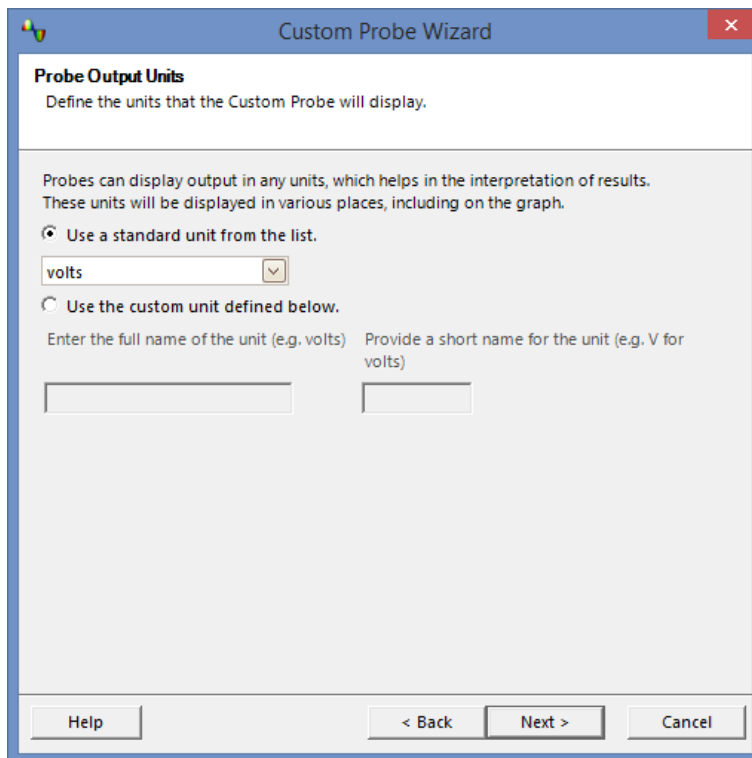 Custom Probe Wizard
Probe Output Units
Define the units that the Custom Probe will display.
Probes can display output in any units, which helps in the interpretation of results.
These units will be displayed in various places, including on the graph.
Use a standard unit from the list.
volts
Use the custom unit defined below.
Enter the full name of the unit (e.g. volts)
Provide a short name for the unit (e.g. V for
volts)
Help
< Back
Next >
Cancel